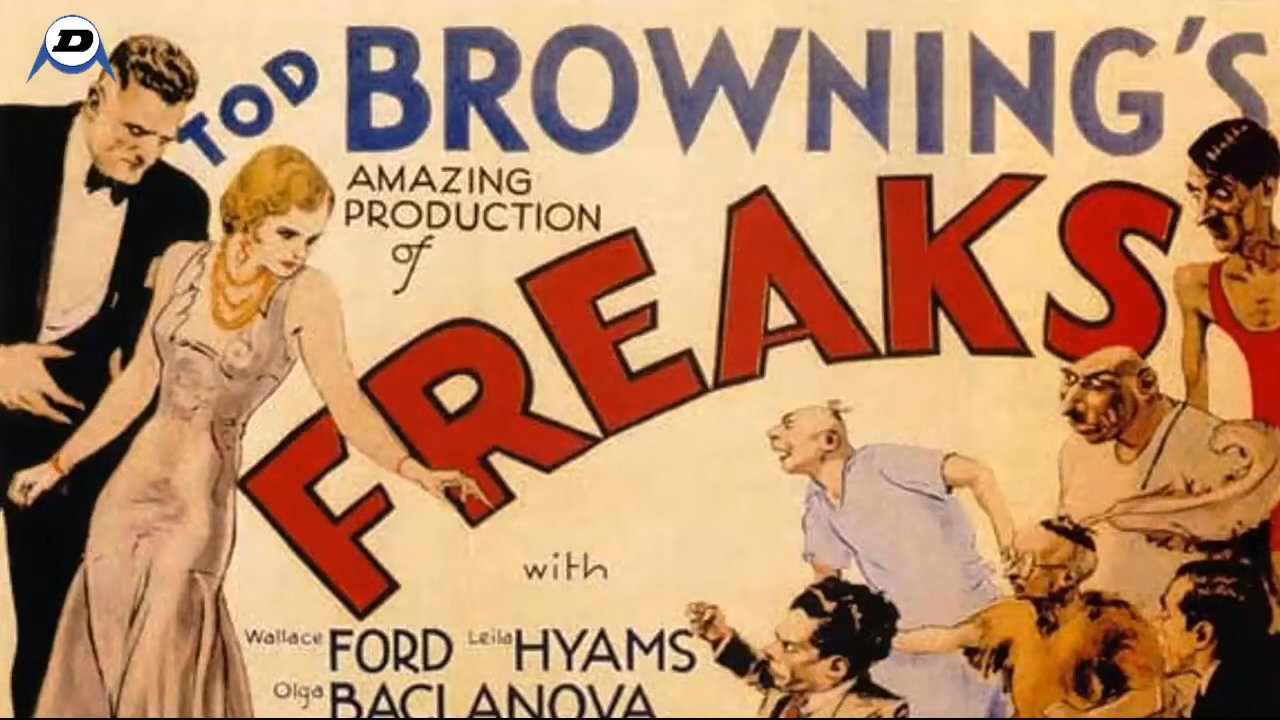 D
TOD BROWNING'S
AMAZING
PRODUCTION
of
FREAKS
with
Wallace FORD Leila HYAMS
Olga BACLANOVA